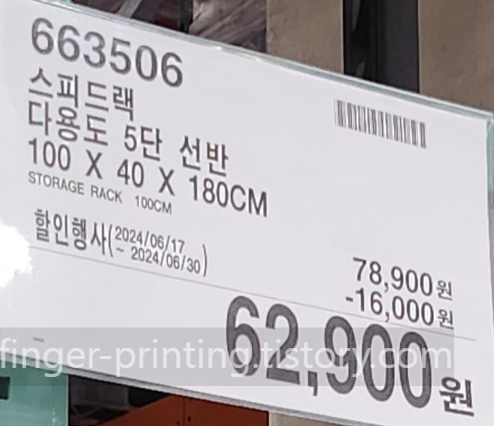 663506
스피드랙
다용도 5단 선반
100 X 40 X 180CM
STORAGE RACK 100CM
할인행사(2024/06/17
~ 2024/06/30)
78,900원
-16,000원
62,900원
finger-printing.tistory.com